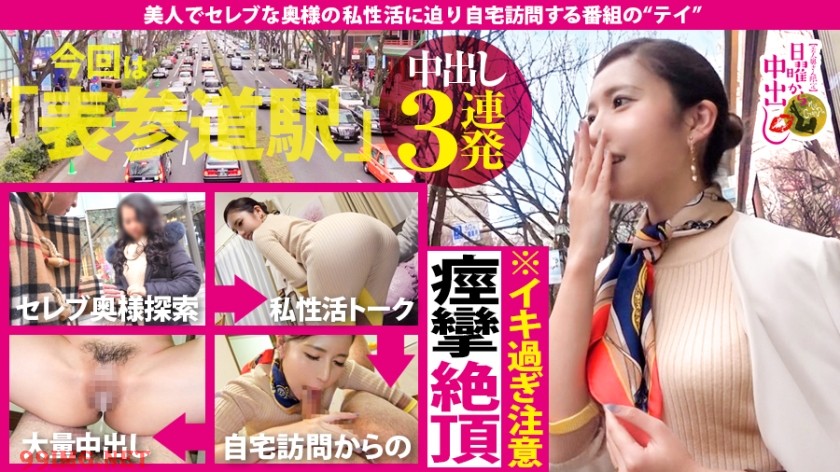 美人でセレブな奥様の私性活に迫り自宅訪問する番組の“テイ”
今回は
「表参道駅」
中出し
3連発
日曜から
中出し
セレブ奥様探索
私性活トーク
大量中出し
自宅訪問からの
※イキ過ぎ注意
痙攣絶頂